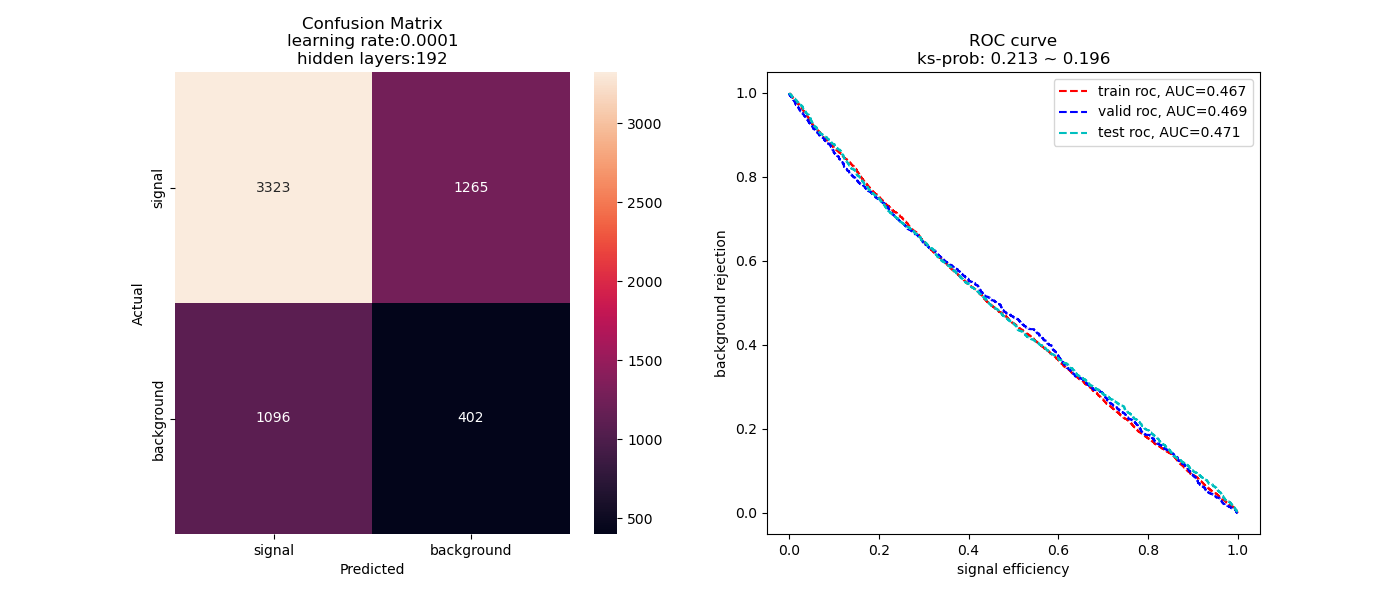 Confusion Matrix
learning rate:0.0001
hidden layers:192
signal
background
Actual
3323
1265
1096
402
signal
background
Predicted
3000
2500
2000
1500
1000
500
ROC curve
ks-prob: 0.213 ~ 0.196
train roc, AUC=0.467
valid roc, AUC=0.469
test roc, AUC=0.471
background rejection
1.0
0.8
0.6
0.4
0.2
0.0
0.0
0.2
0.4
0.6
0.8
1.0
signal efficiency